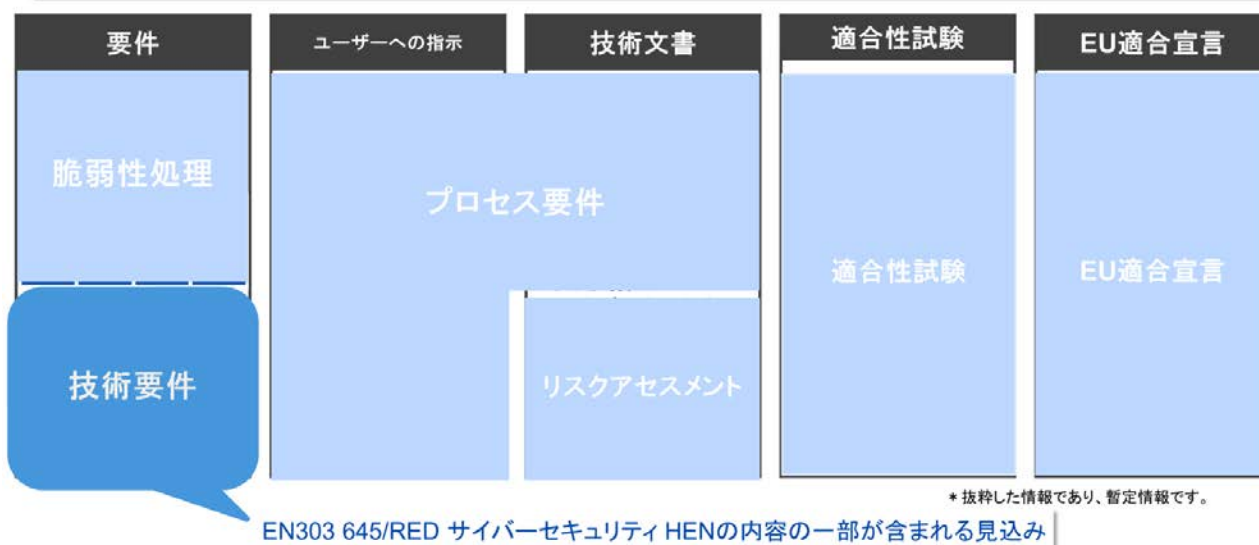 要件
ユーザーへの指示
技術文書
適合性試験
EU適合宣言
脆弱性処理
プロセス要件
適合性試験
EU適合宣言
技術要件
リスクアセスメント
* 抜粋した情報であり、暫定情報です。
EN303 645/RED サイバーセキュリティ HENの内容の一部が含まれる見込み